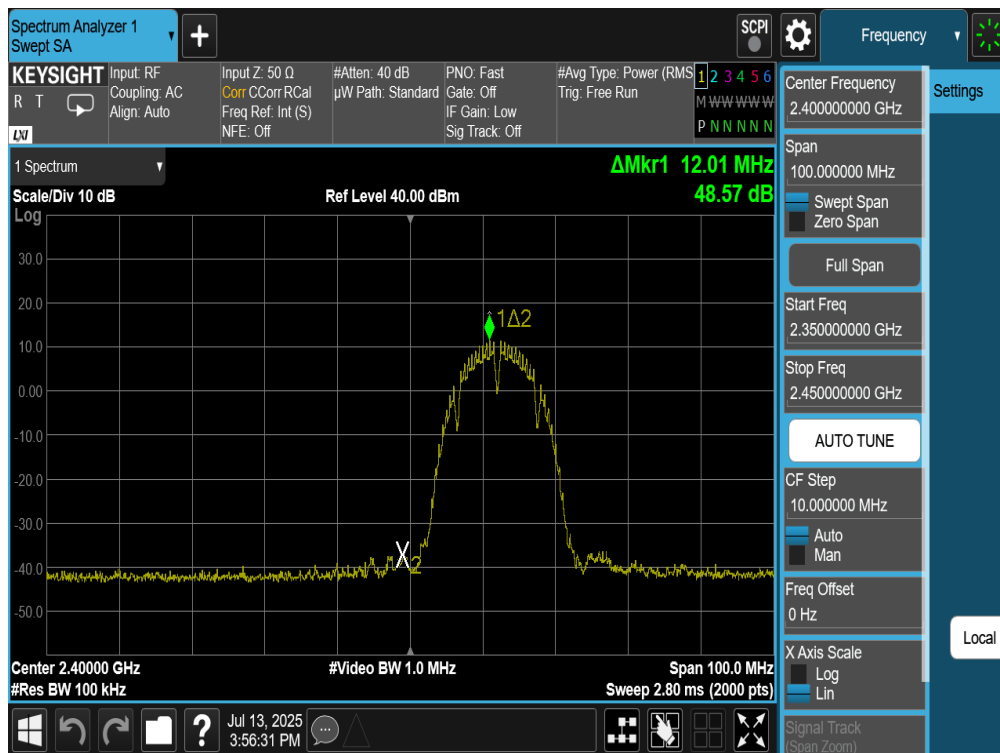 Spectrum Analyzer 1
Swept SA
+
SCPI
Frequency
KEYSIGHT
R T
LXI
Input: RF
Coupling: AC
Align: Auto
Input Z: 50 Ω
Corr CCorr RCal
Freq Ref: Int (S)
NFE: Off
#Atten: 40 dB
µW Path: Standard
PNO: Fast
Gate: Off
IF Gain: Low
Sig Track: Off
#Avg Type: Power (RMS
Trig: Free Run
1 2 3 4 5 6
M W W W W W
P N N N N N
Settings
1 Spectrum
ΔMkr1 12.01 MHz
48.57 dB
Scale/Div 10 dB
Ref Level 40.00 dBm
Log
30.0
20.0
10.0
0.00
-10.0
-20.0
-30.0
-40.0
-50.0
1Δ2
X2
Center 2.40000 GHz
#Video BW 1.0 MHz
Span 100.0 MHz
#Res BW 100 kHz
Sweep 2.80 ms (2000 pts)
Center Frequency
2.400000000 GHz
Span
100.000000 MHz
Swept Span
Zero Span
Full Span
Start Freq
2.350000000 GHz
Stop Freq
2.450000000 GHz
AUTO TUNE
CF Step
10.000000 MHz
Auto
Man
Freq Offset
0 Hz
X Axis Scale
Log
Lin
Signal Track
(Span Zoom)
Local
?
Jul 13, 2025
3:56:31 PM